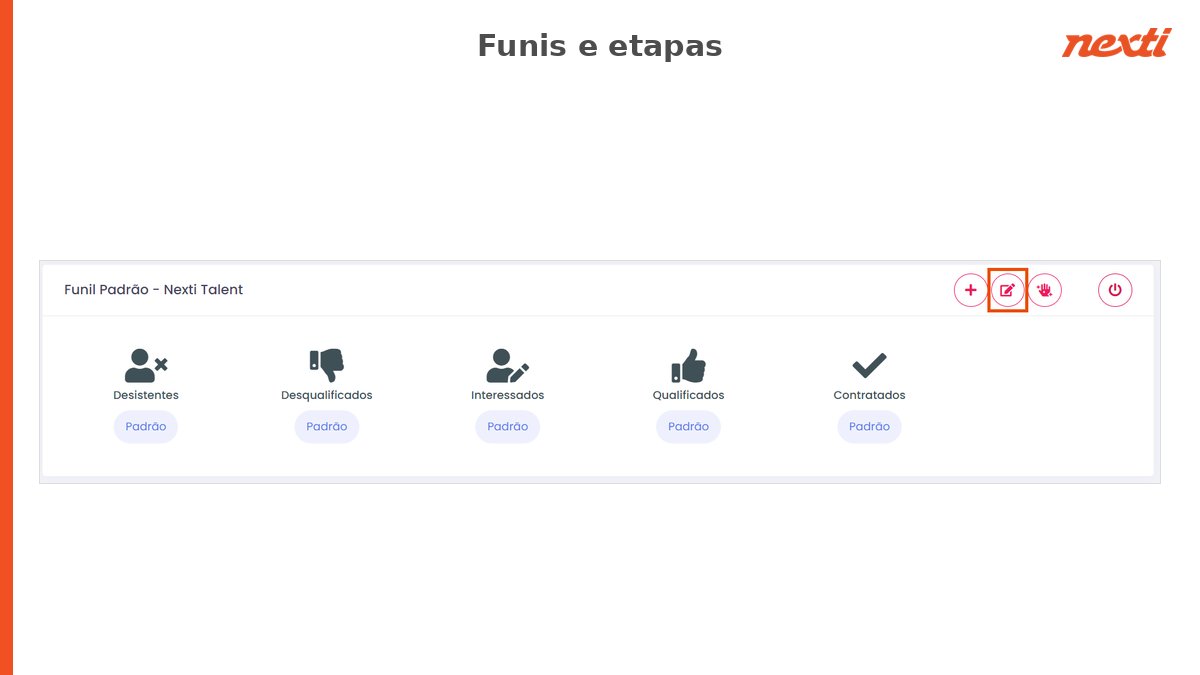 Funis e etapas
nexti
Funil Padrão - Nexti Talent
Desistentes
Desqualificados
Interessados
Qualificados
Contratados
Padrão
Padrão
Padrão
Padrão
Padrão